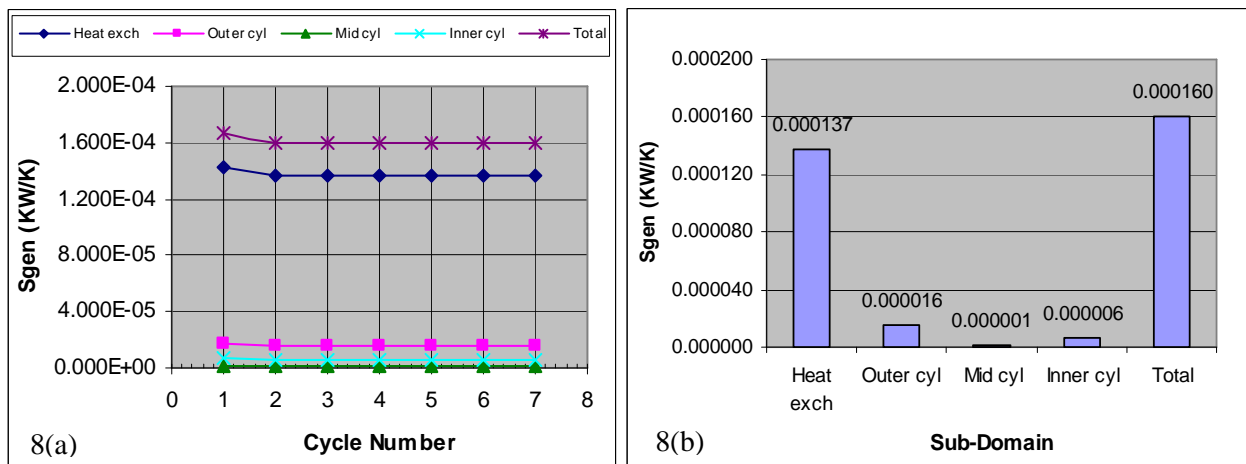 Heat exch Outer cyl Mid cyl Inner cyl Total
2.000E-04
1.600E-04
1.200E-04
8.000E-05
4.000E-05
0.000E+00
Sgen (KW/K)
0 1 2 3 4 5 6 7 8
Cycle Number
8(a)
0.000200
0.000160
0.000120
0.000080
0.000040
0.000000
Sgen (KW/K)
0.000137
0.000016
0.000001
0.000006
0.000160
Heat
exch
Outer cyl
Mid cyl
Inner cyl
Total
Sub-Domain
8(b)